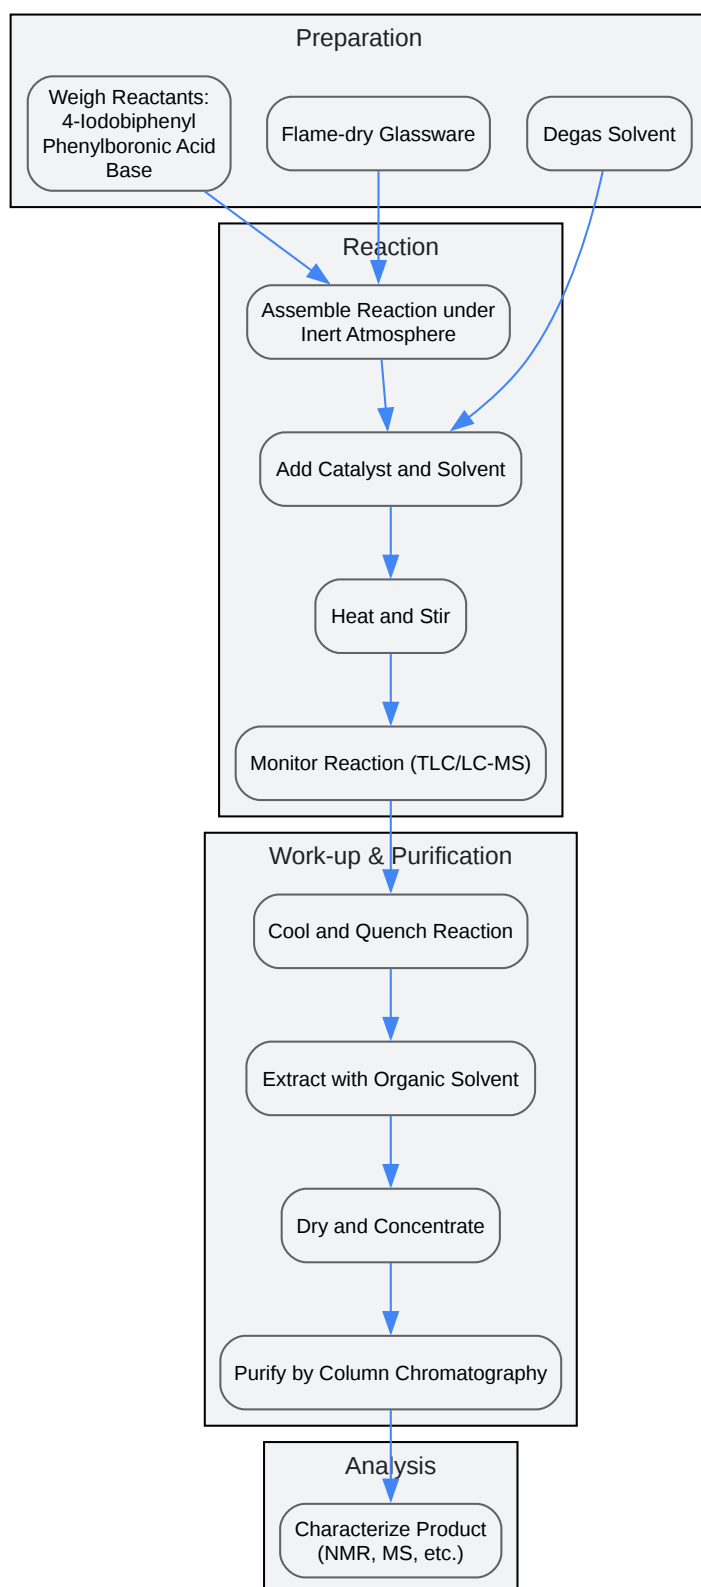 Preparation
Weigh Reactants:
4-Iodobiphenyl
Phenylboronic Acid
Base
Flame-dry Glassware
Degas Solvent
Reaction
Assemble Reaction under
Inert Atmosphere
Add Catalyst and Solvent
Heat and Stir
Monitor Reaction (TLC/LC-MS)
Work-up & Purification
Cool and Quench Reaction
Extract with Organic Solvent
Dry and Concentrate
Purify by Column Chromatography
Analysis
Characterize Product
(NMR, MS, etc.)